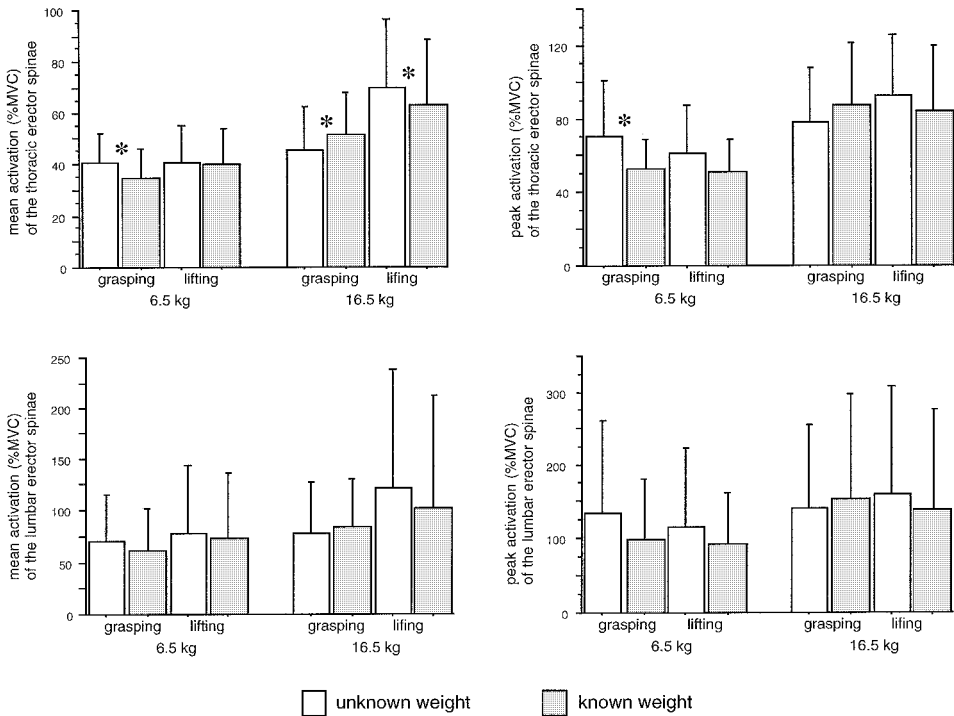 mean activation (%MVC)
of the thoracic erector spinae
100
80
60
40
20
0
*
*
*
grasping lifting grasping lifing
6.5 kg 16.5 kg
peak activation (%MVC)
of the thoracic erector spinae
120
80
40
0
*
grasping lifting grasping lifing
6.5 kg 16.5 kg
mean activation (%MVC)
of the lumbar erector spinae
250
200
150
100
50
0
grasping lifting grasping lifing
6.5 kg 16.5 kg
peak activation (%MVC)
of the lumbar erector spinae
300
200
100
0
grasping lifting grasping lifing
6.5 kg 16.5 kg
unknown weight known weight